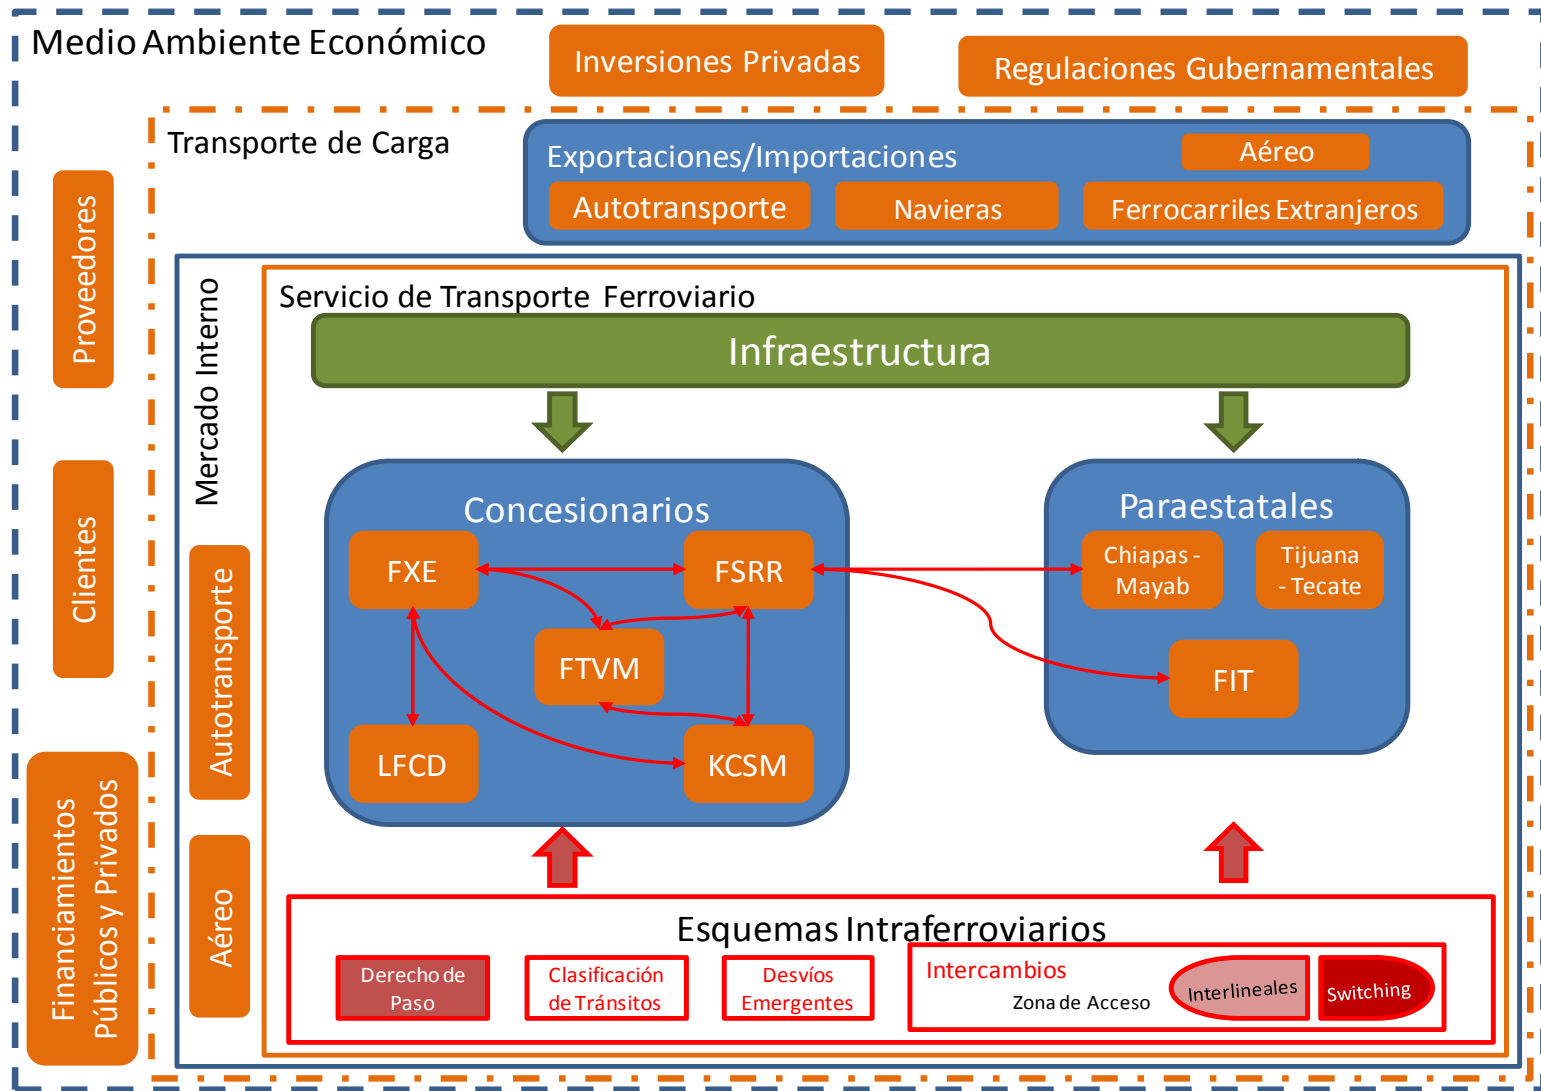 Medio Ambiente Económico
Inversiones Privadas
Regulaciones Gubernamentales
Transporte de Carga
Exportaciones/Importaciones
Aéreo
Autotransporte
Navieras
Ferrocarriles Extranjeros
Proveedores
Clientes
Financiamientos
Públicos y Privados
Mercado Interno
Autotransporte
Aéreo
Servicio de Transporte Ferroviario
Infraestructura
Concesionarios
FXE
FSRR
FTVM
LFCD
KCSM
Paraestatales
Chiapas -
Mayab
Tijuana
- Tecate
FIT
Esquemas Intraferroviarios
Derecho de
Paso
Clasificación
de Tránsitos
Desvíos
Emergentes
Intercambios
Zona de Acceso
Interlineales
Switching